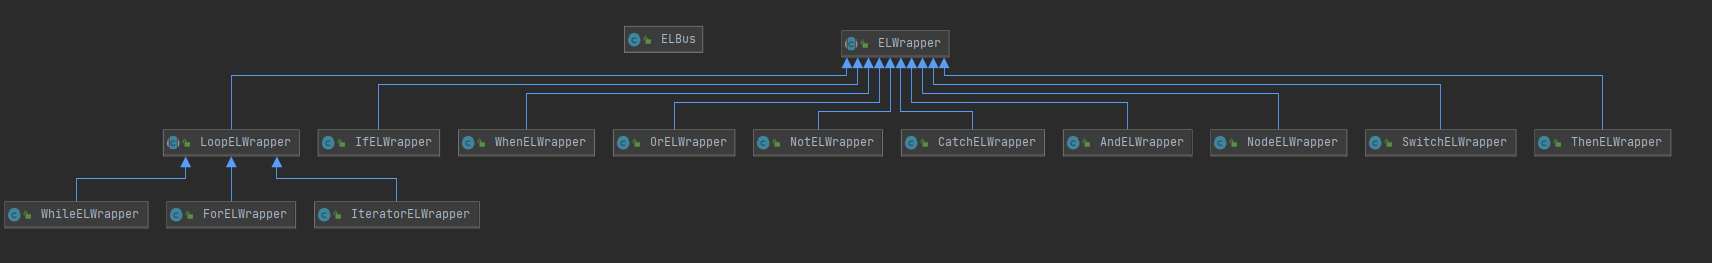 ELBus
ELWrapper
LoopELWrapper
IfELWrapper
WhenELWrapper
OrELWrapper
NotELWrapper
CatchELWrapper
AndELWrapper
NodeELWrapper
SwitchELWrapper
ThenELWrapper
WhileELWrapper
ForELWrapper
IteratorELWrapper